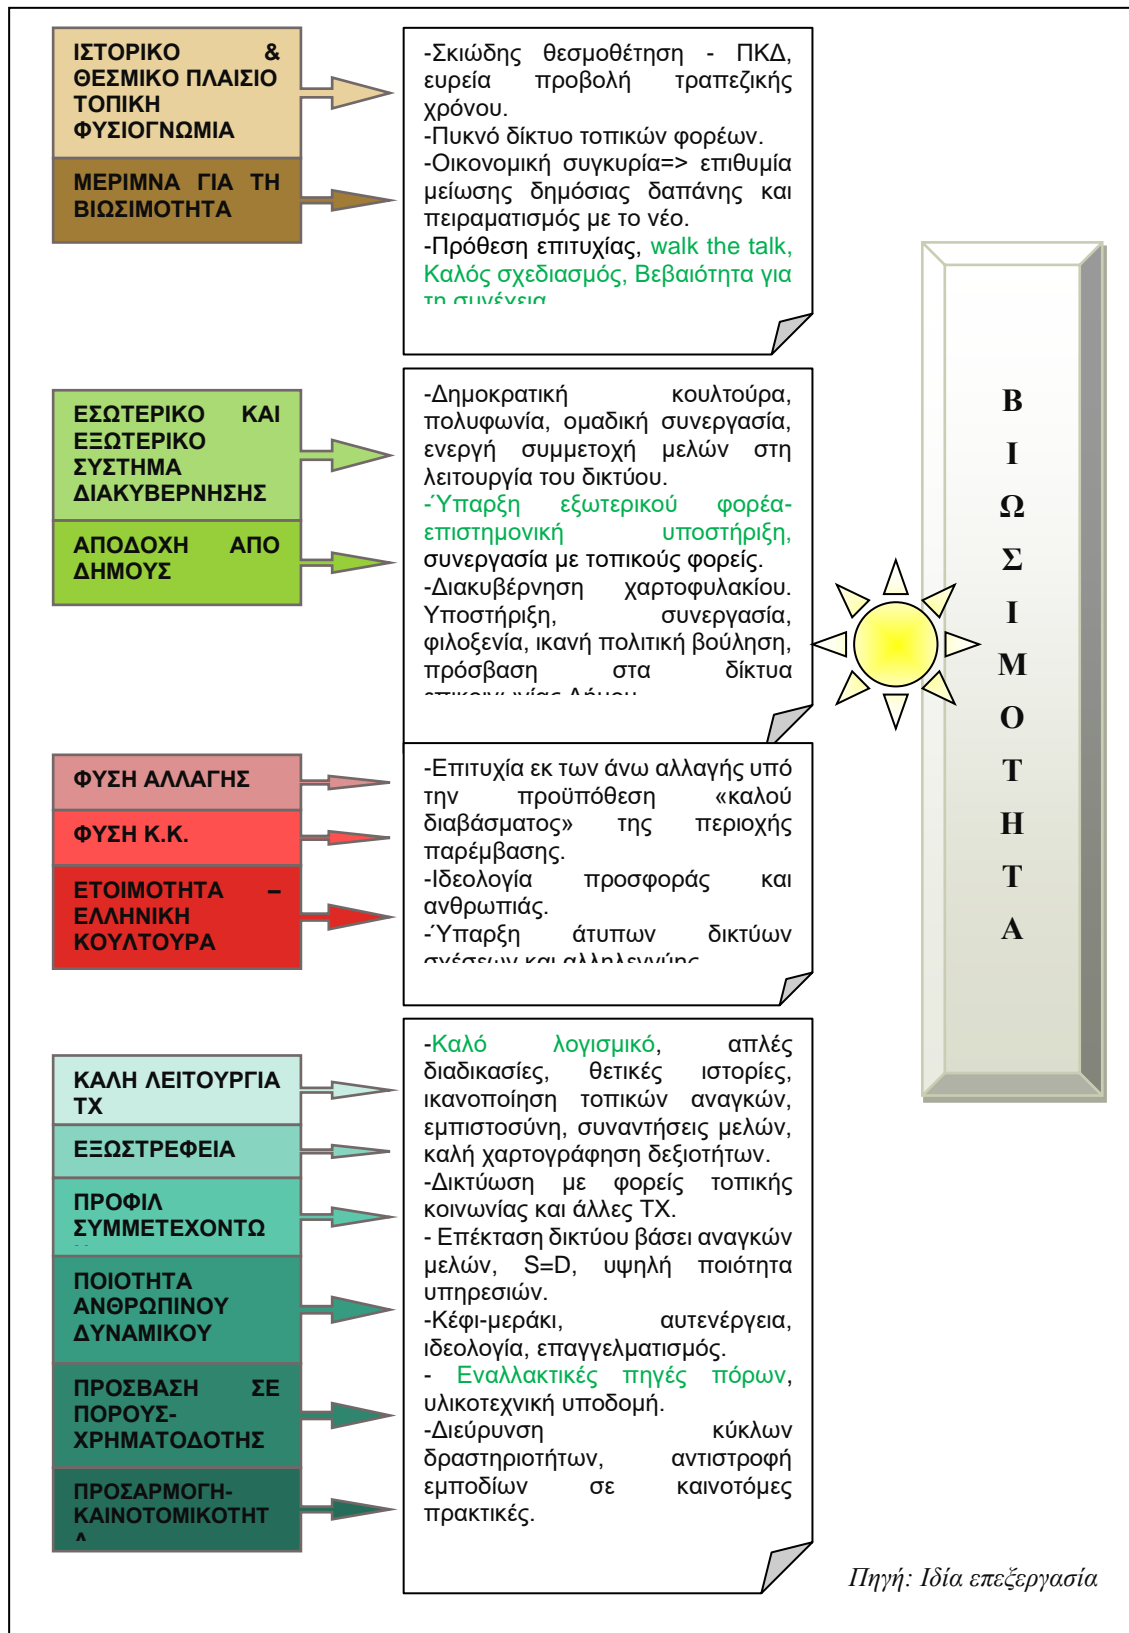 ΙΣΤΟΡΙΚΟ &
ΘΕΣΜΙΚΟ ΠΛΑΙΣΙΟ
ΤΟΠΙΚΗ
ΦΥΣΙΟΓΝΩΜΙΑ
ΜΕΡΙΜΝΑ ΓΙΑ ΤΗ
ΒΙΩΣΙΜΟΤΗΤΑ
-Σκιώδης θεσμοθέτηση - ΠΚΔ,
ευρεία προβολή τραπεζικής
χρόνου.
-Πυκνό δίκτυο τοπικών φορέων.
-Οικονομική συγκυρία=> επιθυμία
μείωσης δημόσιας δαπάνης και
πειραματισμός με το νέο.
-Πρόθεση επιτυχίας, walk the talk,
Καλός σχεδιασμός, Βεβαιότητα για
τη συνέχεια
ΕΣΩΤΕΡΙΚΟ ΚΑΙ
ΕΞΩΤΕΡΙΚΟ
ΣΥΣΤΗΜΑ
ΔΙΑΚΥΒΕΡΝΗΣΗΣ
ΑΠΟΔΟΧΗ ΑΠΟ
ΔΗΜΟΥΣ
-Δημοκρατική κουλτούρα,
πολυφωνία, ομαδική συνεργασία,
ενεργή συμμετοχή μελών στη
λειτουργία του δικτύου.
-Ύπαρξη εξωτερικού φορέα-
επιστημονική υποστήριξη,
συνεργασία με τοπικούς φορείς.
-Διακυβέρνηση χαρτοφυλακίου.
Υποστήριξη, συνεργασία,
φιλοξενία, ικανή πολιτική βούληση,
πρόσβαση στα δίκτυα
επικοινωνίας Δήμου
ΦΥΣΗ ΑΛΛΑΓΗΣ
ΦΥΣΗ Κ.Κ.
ΕΤΟΙΜΟΤΗΤΑ –
ΕΛΛΗΝΙΚΗ
ΚΟΥΛΤΟΥΡΑ
-Επιτυχία εκ των άνω αλλαγής υπό
την προϋπόθεση «καλού
διαβάσματος» της περιοχής
παρέμβασης.
-Ιδεολογία προσφοράς και
ανθρωπιάς.
-Ύπαρξη άτυπων δικτύων
σχέσεων και αλληλεγγύης
ΚΑΛΗ ΛΕΙΤΟΥΡΓΙΑ
ΤΧ
ΕΞΩΣΤΡΕΦΕΙΑ
ΠΡΟΦΙΛ
ΣΥΜΜΕΤΕΧΟΝΤΩ
ΠΟΙΟΤΗΤΑ
ΑΝΘΡΩΠΙΝΟΥ
ΔΥΝΑΜΙΚΟΥ
ΠΡΟΣΒΑΣΗ ΣΕ
ΠΟΡΟΥΣ-
ΧΡΗΜΑΤΟΔΟΤΗΣ
ΠΡΟΣΑΡΜΟΓΗ-
ΚΑΙΝΟΤΟΜΙΚΟΤΗΤ
Α
-Καλό λογισμικό, απλές
διαδικασίες, θετικές ιστορίες,
ικανοποίηση τοπικών αναγκών,
εμπιστοσύνη, συναντήσεις μελών,
καλή χαρτογράφηση δεξιοτήτων.
-Δικτύωση με φορείς τοπικής
κοινωνίας και άλλες ΤΧ.
- Επέκταση δικτύου βάσει αναγκών
μελών, S=D, υψηλή ποιότητα
υπηρεσιών.
-Κέφι-μεράκι, αυτενέργεια,
ιδεολογία, επαγγελματισμός.
- Εναλλακτικές πηγές πόρων,
υλικοτεχνική υποδομή.
-Διεύρυνση κύκλων
δραστηριοτήτων, αντιστροφή
εμποδίων σε καινοτόμες
πρακτικές.
Β
Ι
Ω
Σ
Ι
Μ
Ο
Τ
Η
Τ
Α
Πηγή: Ιδία επεξεργασία